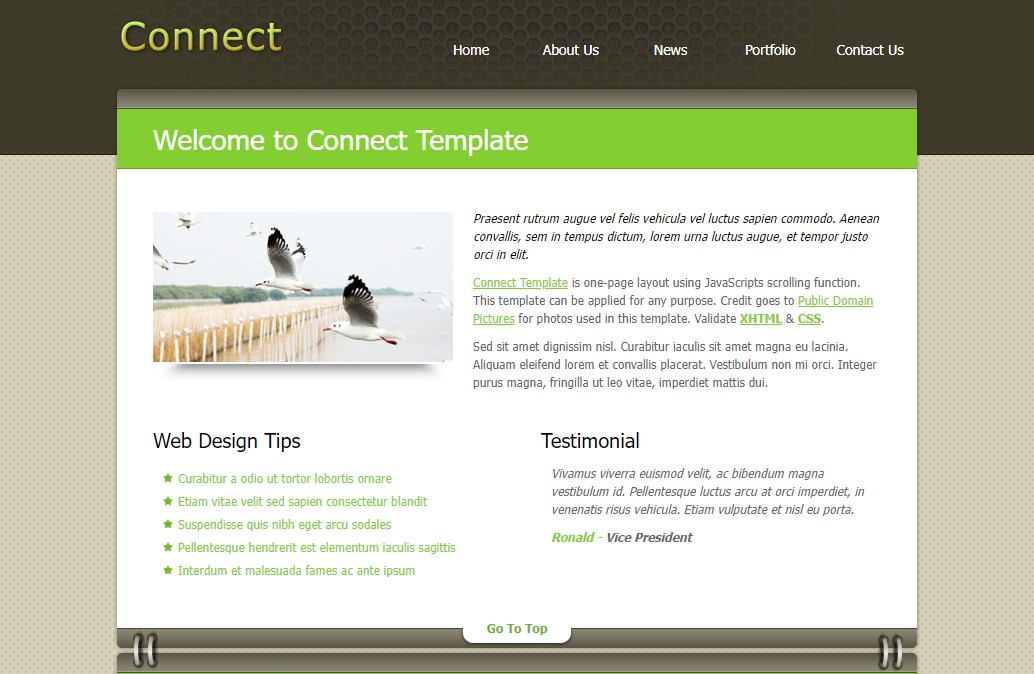 Connect
Home
About Us
News
Portfolio
Contact Us
Welcome to Connect Template
Praesent rutrum augue vel felis vehicula vel luctus sapien commodo. Aenean
convallis, sem in tempus dictum, lorem urna luctus augue, et tempor justo
orci in elit.
Connect Template is one-page layout using JavaScripts scrolling function.
This template can be applied for any purpose. Credit goes to Public Domain
Pictures for photos used in this template. Validate XHTML & CSS.
Sed sit amet dignissim nisl. Curabitur iaculis sit amet magna eu lacinia.
Aliquam eleifend lorem et convallis placerat. Vestibulum non mi orci. Integer
purus magna, fringilla ut leo vitae, imperdiet mattis dui.
Web Design Tips
Curabitur a odio ut tortor lobortis ornare
Etiam vitae velit sed sapien consectetur blandit
Suspendisse quis nibh eget arcu sodales
Pellentesque hendrerit est elementum iaculis sagittis
Interdum et malesuada fames ac ante ipsum
Testimonial
Vivamus viverra euismod velit, ac bibendum magna
vestibulum id. Pellentesque luctus arcu at orci imperdiet, in
venenatis risus vehicula. Etiam vulputate et nisl eu porta.
Ronald - Vice President
Go To Top